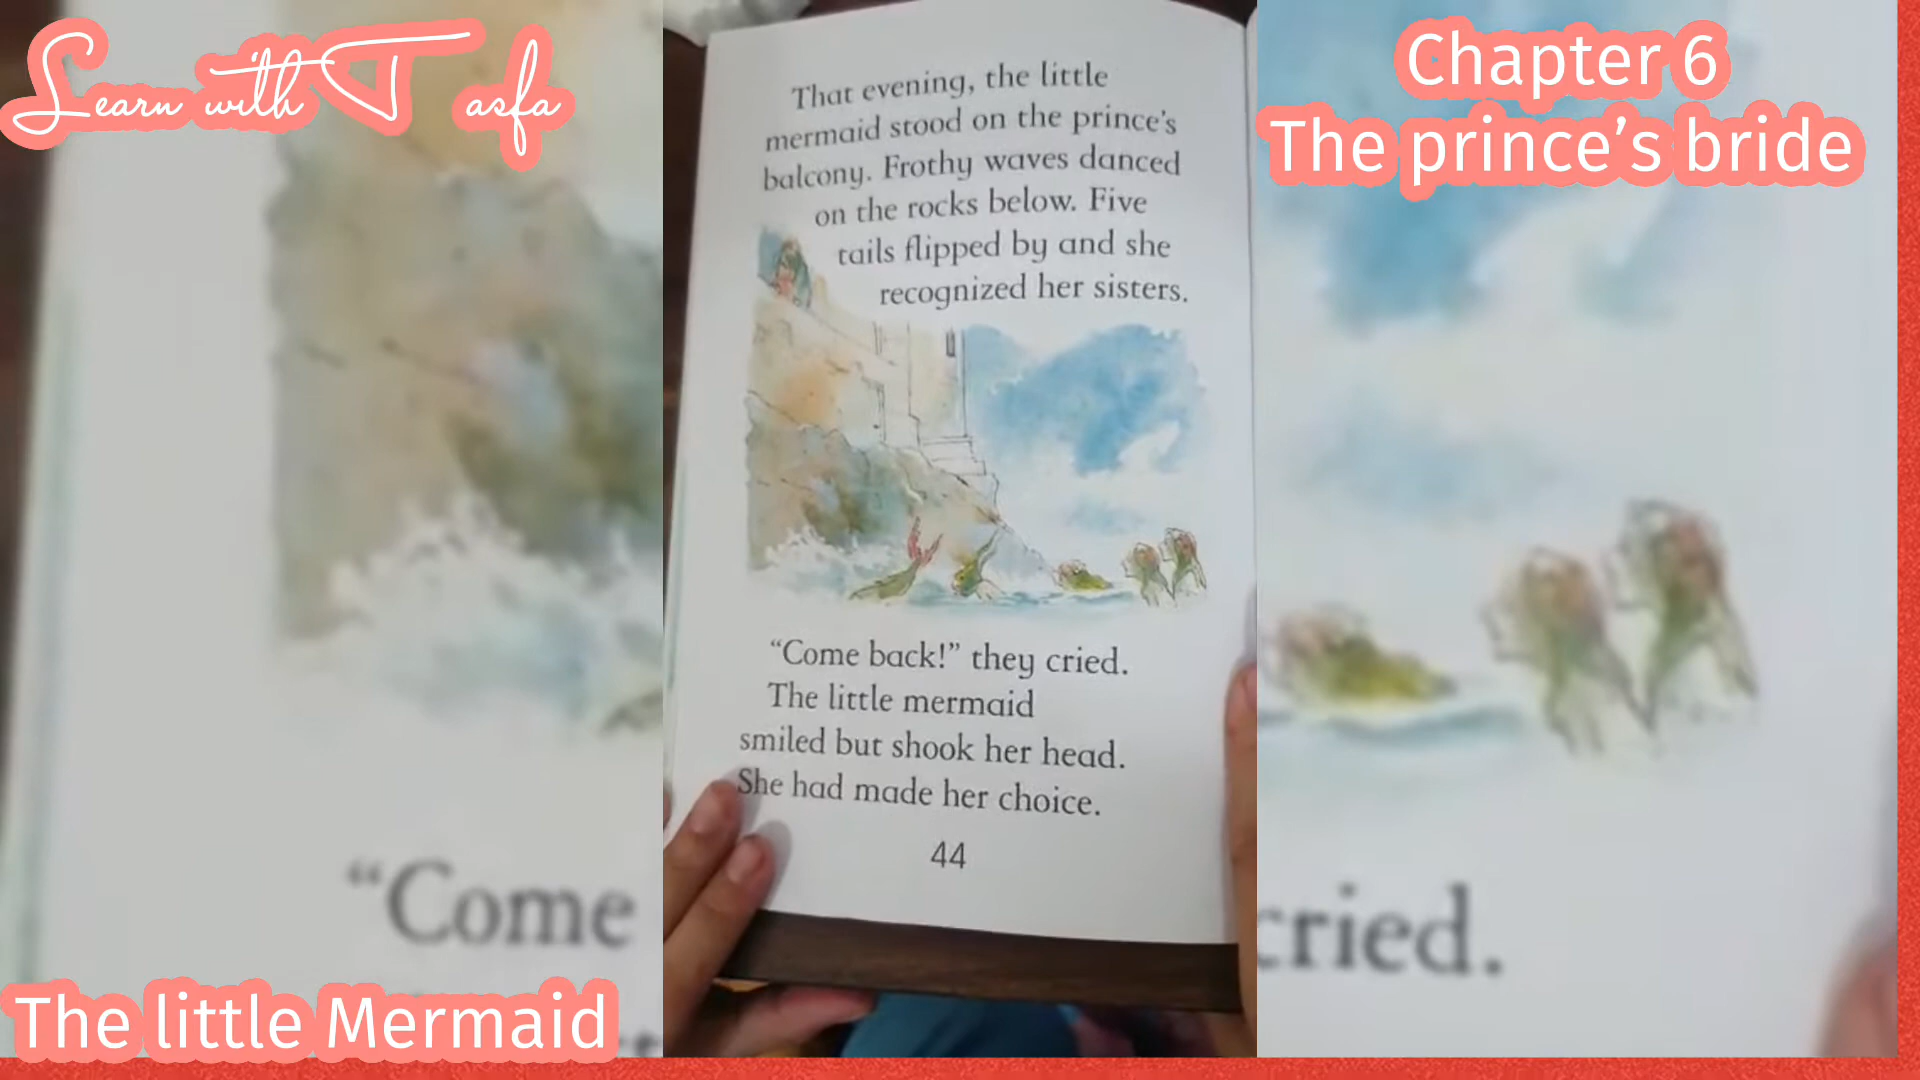 Learn with Tasfa
Chapter 6
The prince's bride
That evening, the little
mermaid stood on the prince's
balcony. Frothy waves danced
on the rocks below. Five
tails flipped by and she
recognized her sisters.
"Come back!" they cried.
The little mermaid
smiled but shook her head.
She had made her choice.
44
"Come
cried.
The little Mermaid